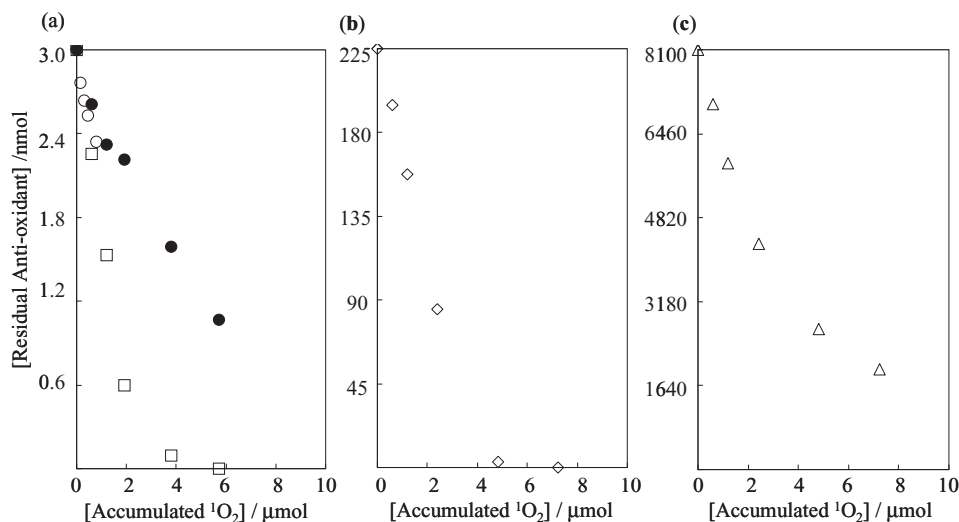 (a)
(b)
(c)
[Residual Anti-oxidant] /nmol
3.0
2.4
1.8
1.2
0.6
0 2 4 6 8 10
[Accumulated ¹O₂] / μmol
225
180
135
90
45
0 2 4 6 8 10
[Accumulated ¹O₂] / μmol
8100
6460
4820
3180
1640
0 2 4 6 8 10
[Accumulated ¹O₂] / μmol